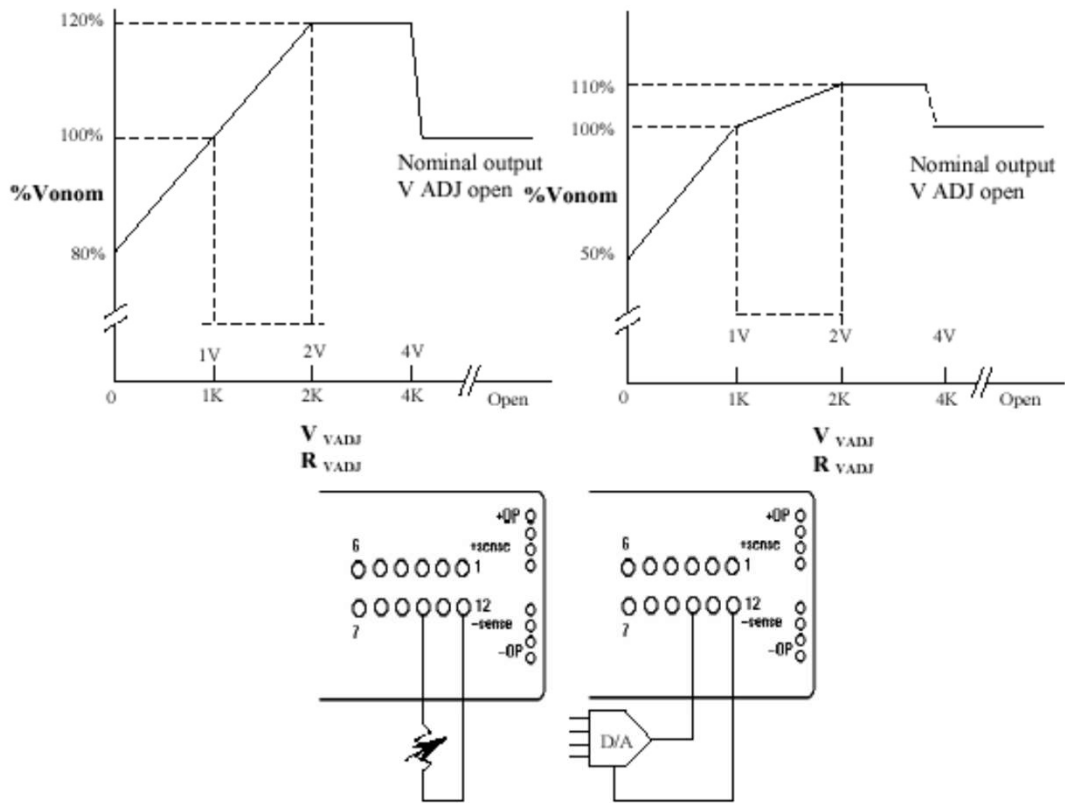 120%
100%
%Vonom
80%
Nominal output
V ADJ open
1V
2V
4V
0
1K
2K
4K
Open
V VADJ
R VADJ
110%
100%
%Vonom
50%
Nominal output
V ADJ open
1V
2V
4V
0
1K
2K
4K
Open
V VADJ
R VADJ
+OP
6
+sense
1
12
7
-sense
-OP
+OP
6
+sense
1
12
7
-sense
-OP
D/A